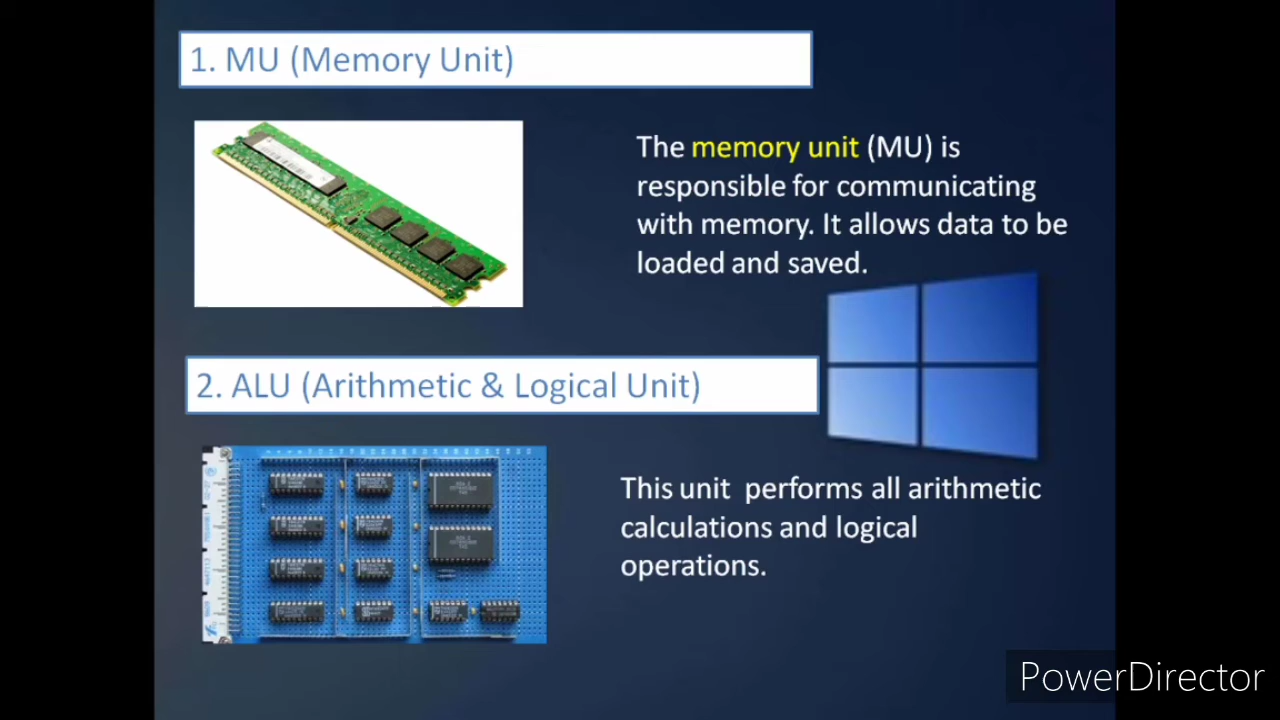 1. MU (Memory Unit)
The memory unit (MU) is
responsible for communicating
with memory. It allows data to be
loaded and saved.
2. ALU (Arithmetic & Logical Unit)
This unit performs all arithmetic
calculations and logical
operations.
PowerDirector